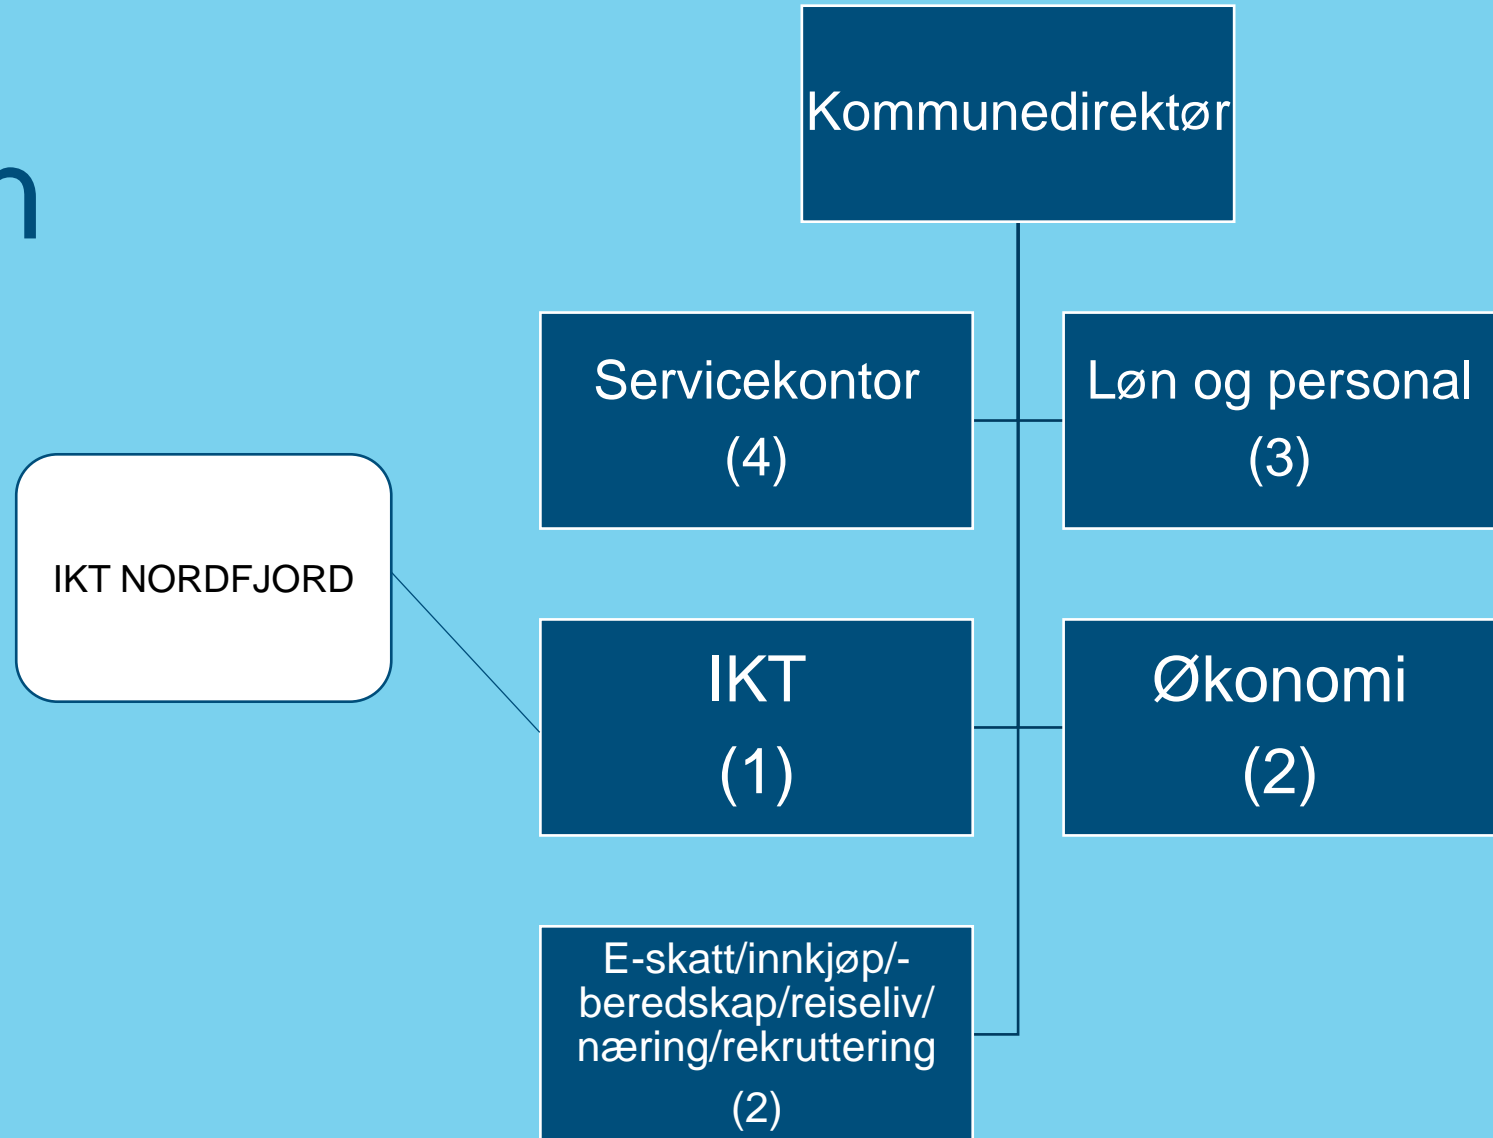 Kommunedirektør
n
Servicekontor
(4)
Løn og personal
(3)
IKT NORDFJORD
IKT
(1)
Økonomi
(2)
E-skatt/innkjøp/-
beredskap/reiseliv/
næring/rekruttering
(2)